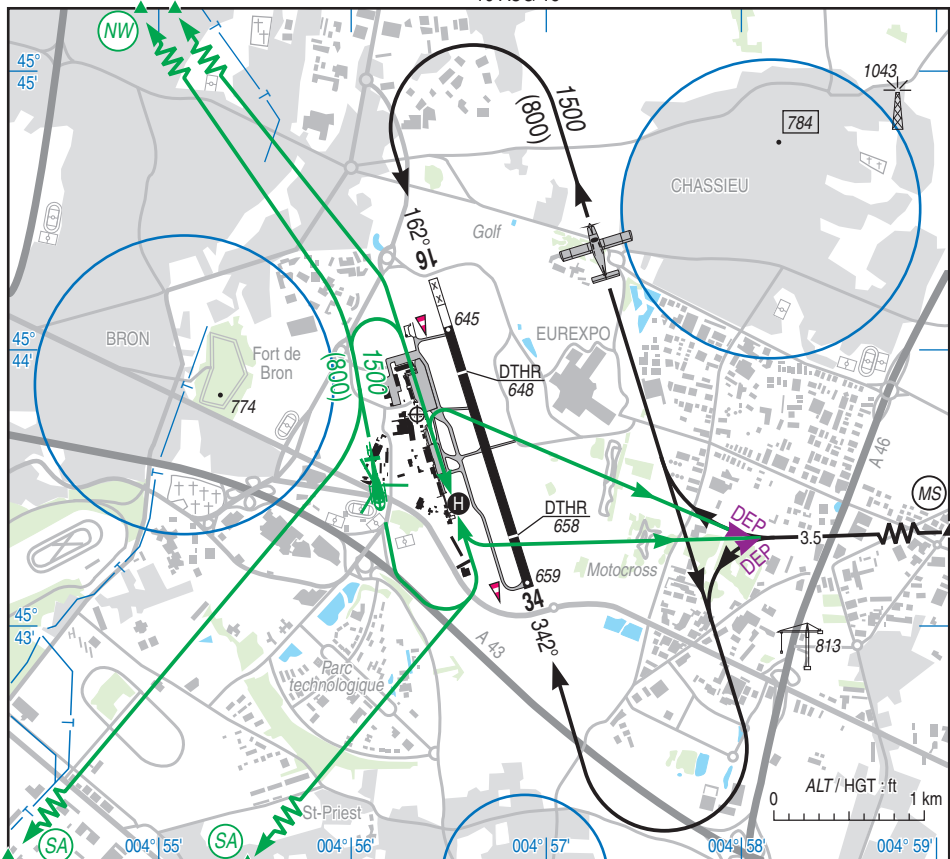 NW
45°
45'
1500
(800)
1043
784
CHASSIEU
162°
16
Golf
645
EUREXPO
BRON
45°
44'
Fort de
Bron
774
1500
(800)
DTHR
648
A 46
MS
H
DTHR
658
DEP
DEP
3.5
Motocross
659
34
342°
813
45°
43'
A 43
Parc
technologique
St-Priest
ALT / HGT : ft
0
1 km
SA
SA
004° 55'
004° 56'
004° 57'
004° 58'
004° 59'
T
T
T
T
T
T